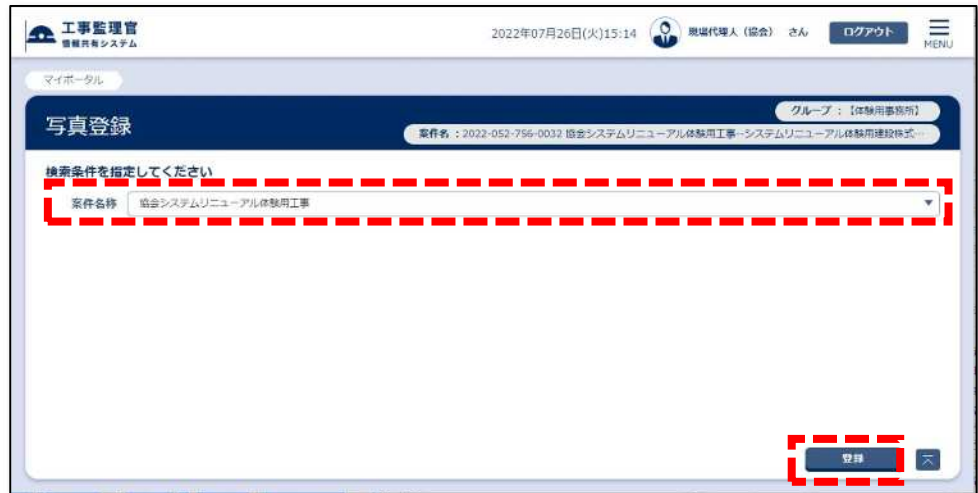 工事監理官
情報共有システム
2022年07月26日(火)15:14
現場代理人（協会） さん
ログアウト
MENU
マイポータル
写真登録
グループ：【体験用事務所】
案件名：2022-052-756-0032 協会システムリニューアル体験用工事--システムリニューアル体験用建設株式…
検索条件を指定してください
案件名称 協会システムリニューアル体験用工事
登録